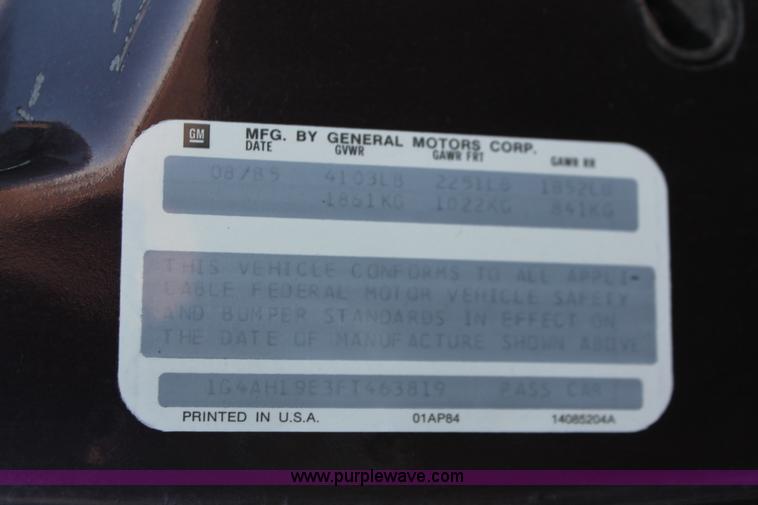 GM MFG. BY GENERAL MOTORS CORP.
DATE GVWR GAWR FRT GAWR RR
08/85 4103LB 2251LB 1852LB
1861KG 1022KG 841KG
THIS VEHICLE CONFORMS TO ALL APPLI-
CABLE FEDERAL MOTOR VEHICLE SAFETY
AND BUMPER STANDARDS IN EFFECT ON
THE DATE OF MANUFACTURE SHOWN ABOVE
1G4AH19E3FT463819 PASS CAR
PRINTED IN U.S.A. 01AP84 14085204A
www.purplewave.com